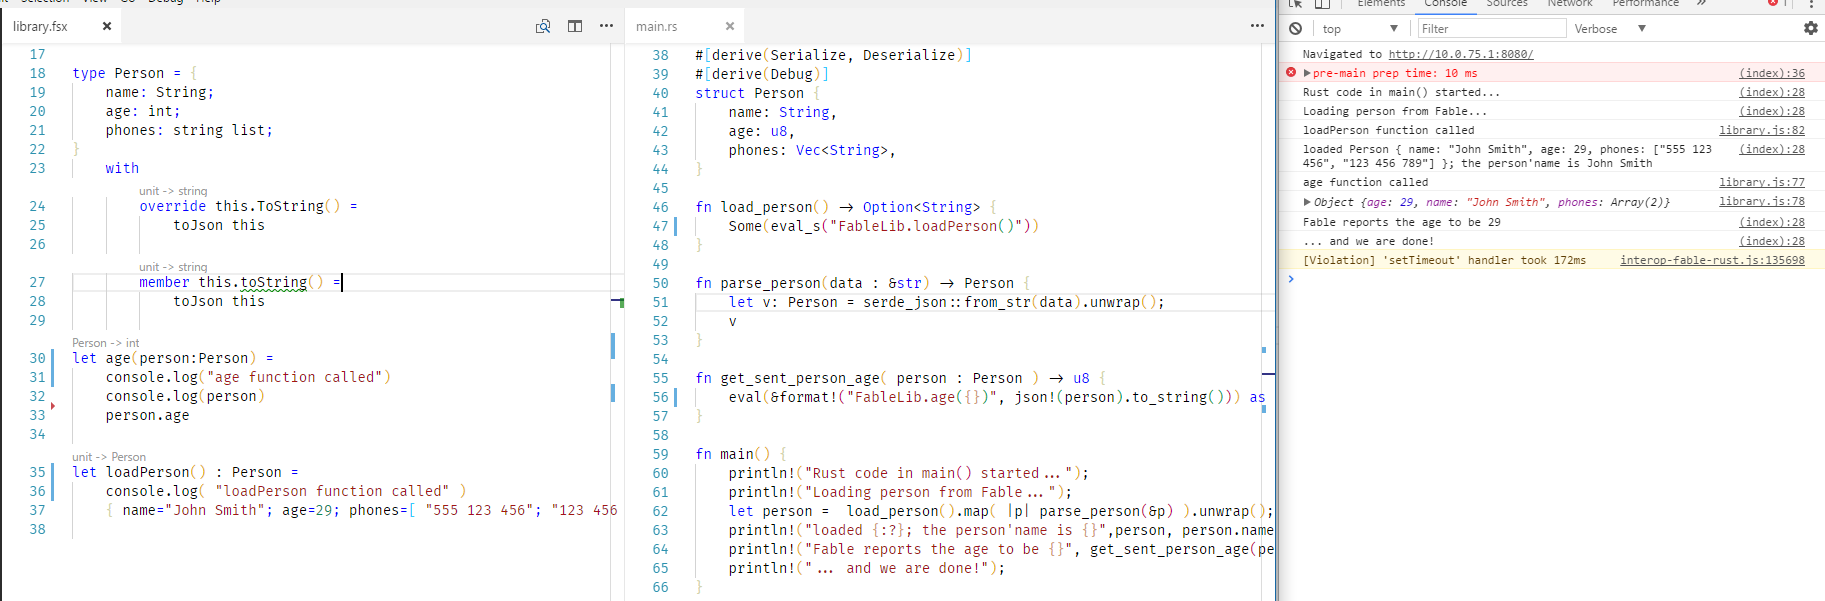 library.fsx
17
18 type Person = {
19 name: String;
20 age: int;
21 phones: string list;
22 }
23 with
unit -> string
24 override this.ToString() =
25 toJson this
26
unit -> string
27 member this.toString() =
28 toJson this
29
Person -> int
30 let age(person:Person) =
31 console.log("age function called")
32 console.log(person)
33 person.age
34
unit -> Person
35 let loadPerson() : Person =
36 console.log( "loadPerson function called" )
37 { name="John Smith"; age=29; phones=[ "555 123 456"; "123 456
38
main.rs
38 #[derive(Serialize, Deserialize)]
39 #[derive(Debug)]
40 struct Person {
41 name: String,
42 age: u8,
43 phones: Vec<String>,
44 }
45
46 fn load_person() -> Option<String> {
47 Some(eval_s("FableLib.loadPerson()"))
48 }
49
50 fn parse_person(data : &str) -> Person {
51 let v: Person = serde_json::from_str(data).unwrap();
52 v
53 }
54
55 fn get_sent_person_age( person : Person ) -> u8 {
56 eval(&format!("FableLib.age({})", json!(person).to_string())) as
57 }
58
59 fn main() {
60 println!("Rust code in main() started...");
61 println!("Loading person from Fable...");
62 let person =  load_person().map( |p| parse_person(&p) ).unwrap();
63 println!("loaded {:?}; the person'name is {}",person, person.name
64 println!("Fable reports the age to be {}", get_sent_person_age(pe
65 println!("... and we are done!");
66 }
Elements Console Sources Network Performance » 1
top Filter Verbose
Navigated to http://10.0.75.1:8080/
pre-main prep time: 10 ms (index):36
Rust code in main() started... (index):28
Loading person from Fable... (index):28
loadPerson function called library.js:82
loaded Person { name: "John Smith", age: 29, phones: ["555 123 (index):28
456", "123 456 789"] }; the person'name is John Smith
age function called library.js:77
Object {age: 29, name: "John Smith", phones: Array(2)} library.js:78
Fable reports the age to be 29 (index):28
... and we are done! (index):28
[Violation] 'setTimeout' handler took 172ms interop-fable-rust.js:135698